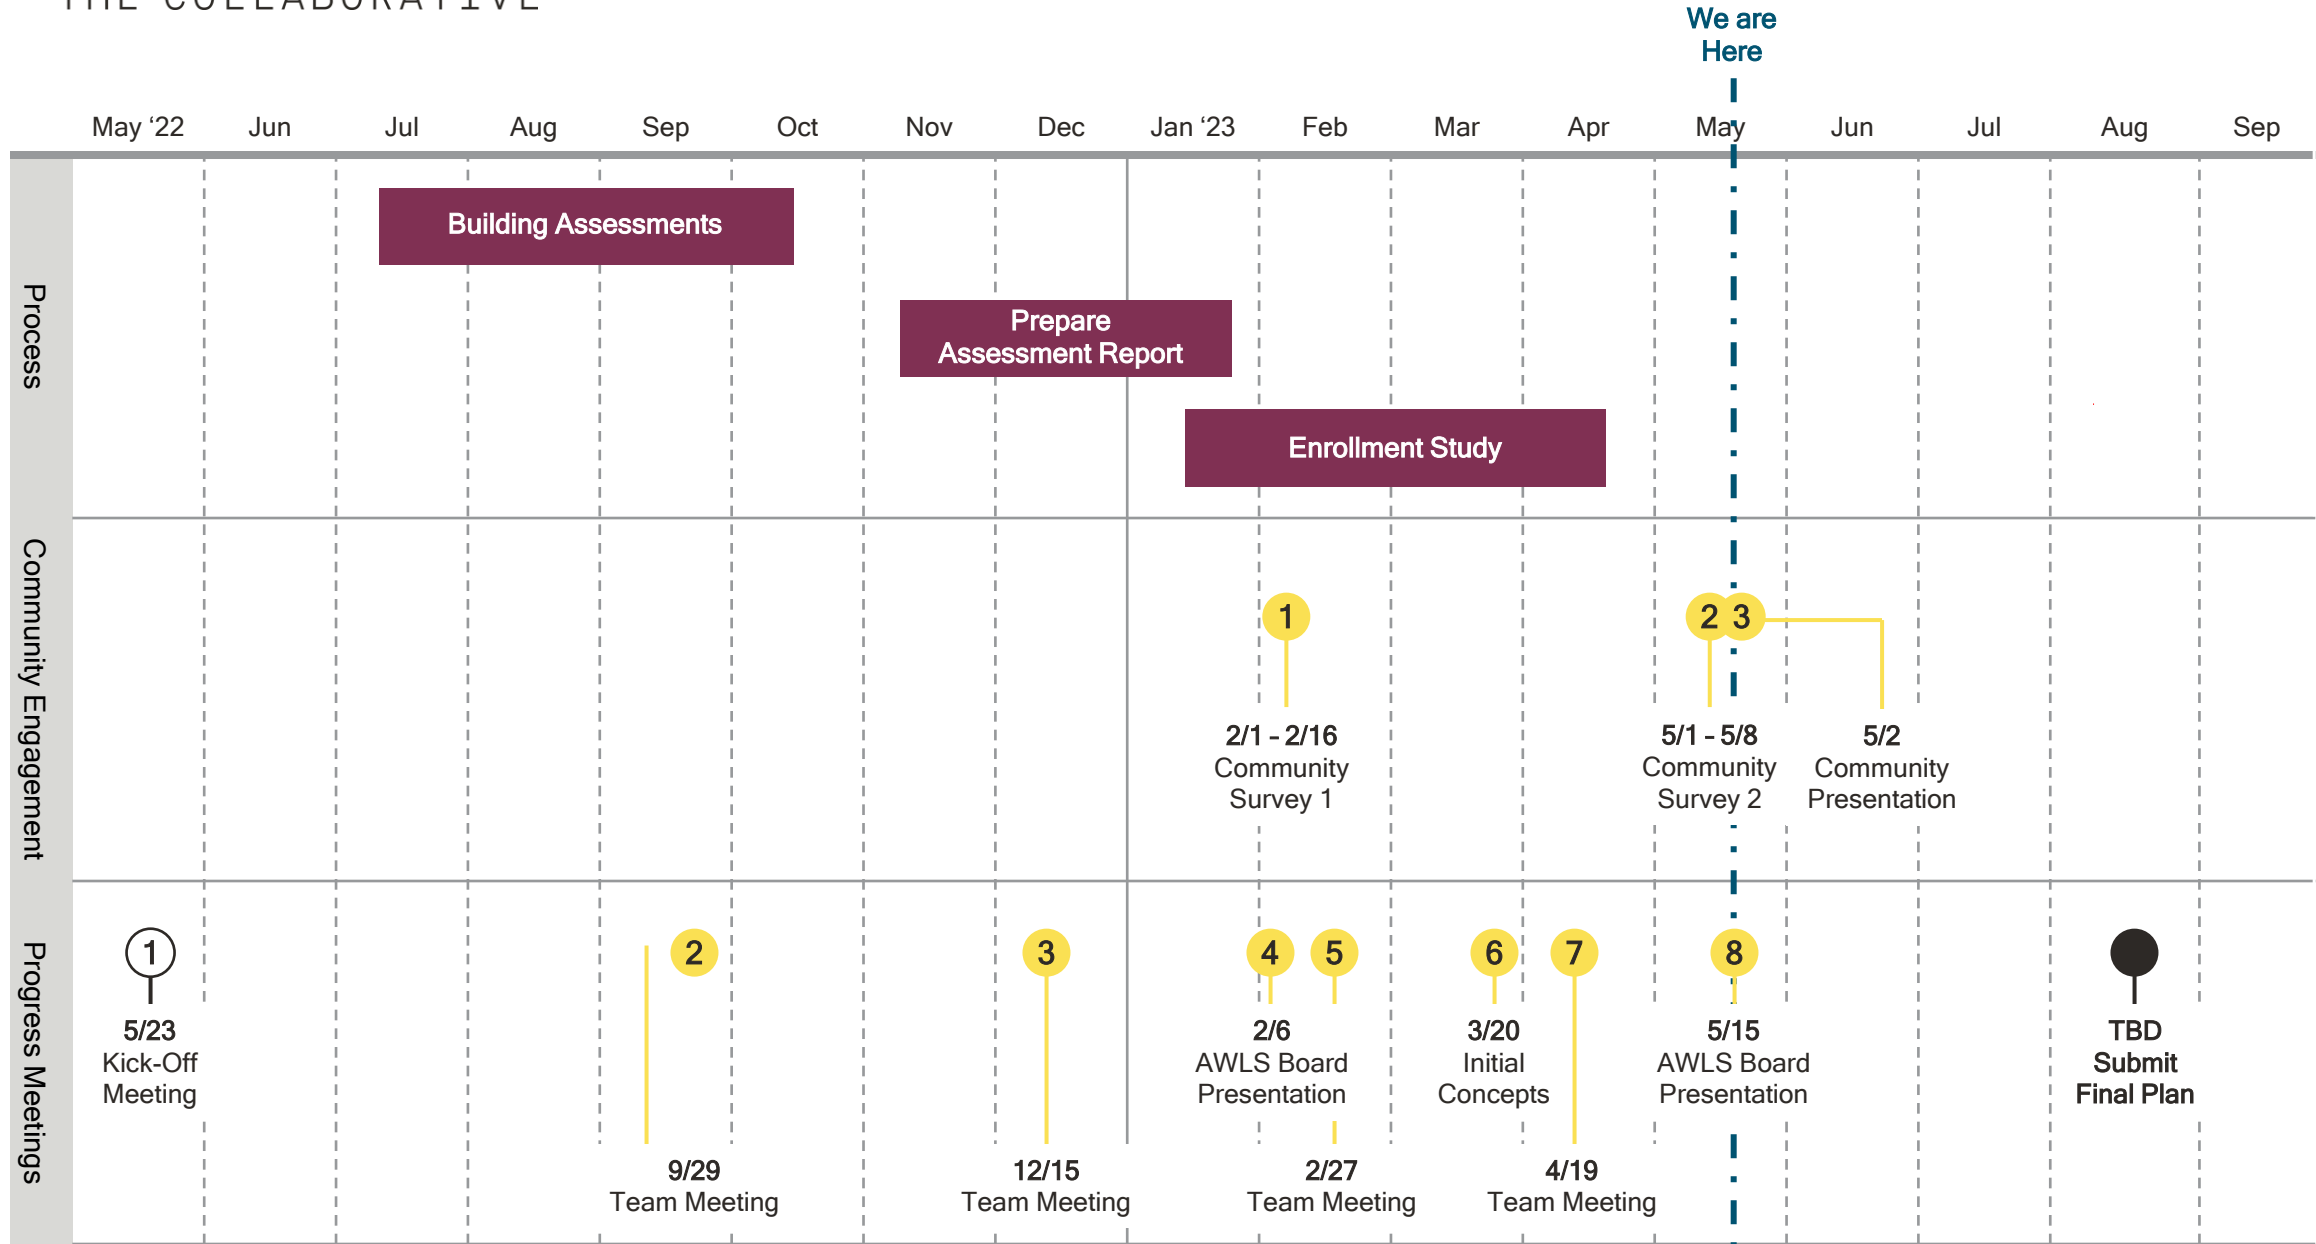 THE COLLABORATIVE
We are
Here
May ‘22 Jun Jul Aug Sep Oct Nov Dec Jan ‘23 Feb Mar Apr May Jun Jul Aug Sep
Process
Building Assessments
Prepare
Assessment Report
Enrollment Study
Community Engagement
1 2 3
2/1 - 2/16
Community
Survey 1
5/1 - 5/8
Community
Survey 2
5/2
Community
Presentation
Progress Meetings
1 2 3 4 5 6 7 8
5/23
Kick-Off
Meeting
9/29
Team Meeting
12/15
Team Meeting
2/6
AWLS Board
Presentation
2/27
Team Meeting
3/20
Initial
Concepts
4/19
Team Meeting
5/15
AWLS Board
Presentation
TBD
Submit
Final Plan